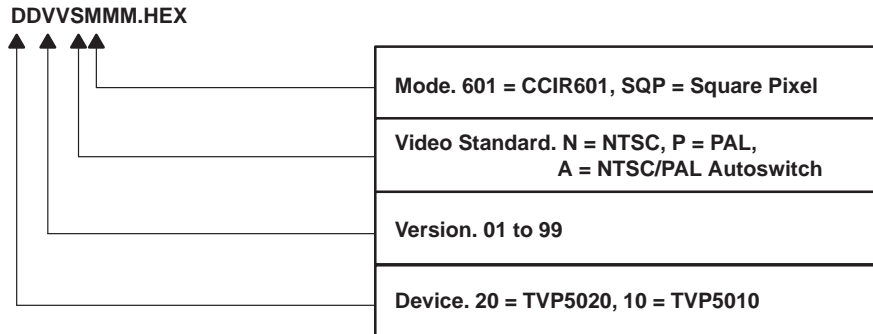 DDVVSMMM.HEX
Mode. 601 = CCIR601, SQP = Square Pixel
Video Standard. N = NTSC, P = PAL,
A = NTSC/PAL Autoswitch
Version. 01 to 99
Device. 20 = TVP5020, 10 = TVP5010